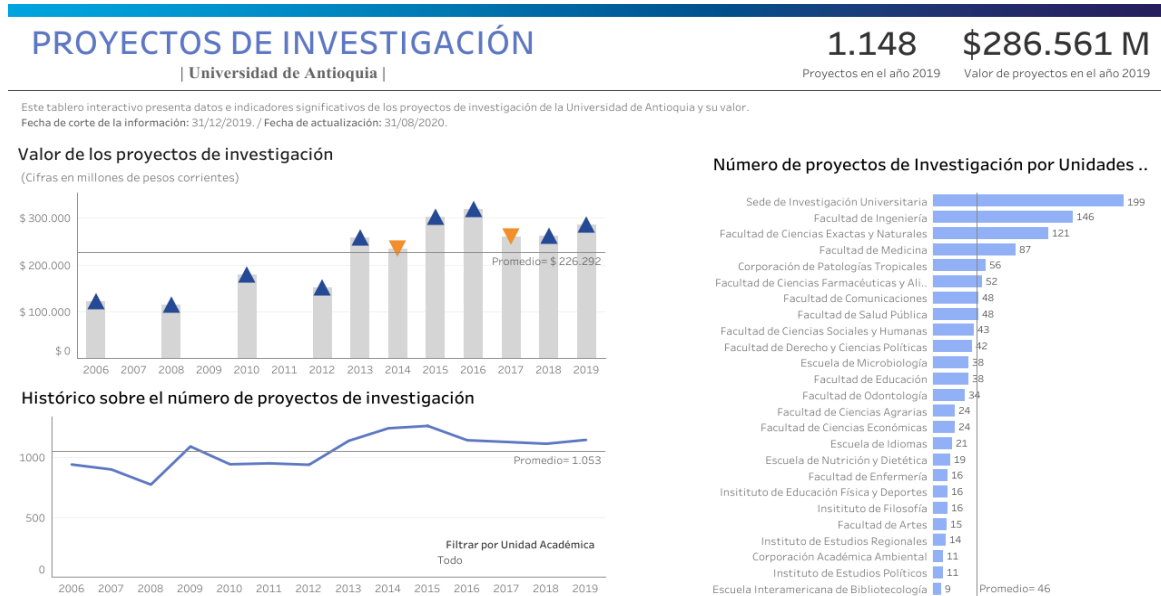 PROYECTOS DE INVESTIGACIÓN
| Universidad de Antioquia |
1.148
Proyectos en el año 2019
$286.561 M
Valor de proyectos en el año 2019
Este tablero interactivo presenta datos e indicadores significativos de los proyectos de investigación de la Universidad de Antioquia y su valor.
Fecha de corte de la información: 31/12/2019. / Fecha de actualización: 31/08/2020.
Valor de los proyectos de investigación
(Cifras en millones de pesos corrientes)
$ 300.000
$ 200.000
$ 100.000
$ 0
Promedio= $ 226.292
2006 2007 2008 2009 2010 2011 2012 2013 2014 2015 2016 2017 2018 2019
Histórico sobre el número de proyectos de investigación
1000
500
0
Promedio= 1.053
Filtrar por Unidad Académica
Todo
2006 2007 2008 2009 2010 2011 2012 2013 2014 2015 2016 2017 2018 2019
Número de proyectos de Investigación por Unidades ..
Sede de Investigación Universitaria 199
Facultad de Ingeniería 146
Facultad de Ciencias Exactas y Naturales 121
Facultad de Medicina 87
Corporación de Patologías Tropicales 56
Facultad de Ciencias Farmacéuticas y Ali.. 52
Facultad de Comunicaciones 48
Facultad de Salud Pública 48
Facultad de Ciencias Sociales y Humanas 43
Facultad de Derecho y Ciencias Políticas 42
Escuela de Microbiología 38
Facultad de Educación 38
Facultad de Odontología 34
Facultad de Ciencias Agrarias 24
Facultad de Ciencias Económicas 24
Escuela de Idiomas 21
Escuela de Nutrición y Dietética 19
Facultad de Enfermería 16
Insitituto de Educación Física y Deportes 16
Insitituto de Filosofía 16
Facultad de Artes 15
Instituto de Estudios Regionales 14
Corporación Académica Ambiental 11
Instituto de Estudios Políticos 11
Escuela Interamericana de Bibliotecología 9
Promedio= 46